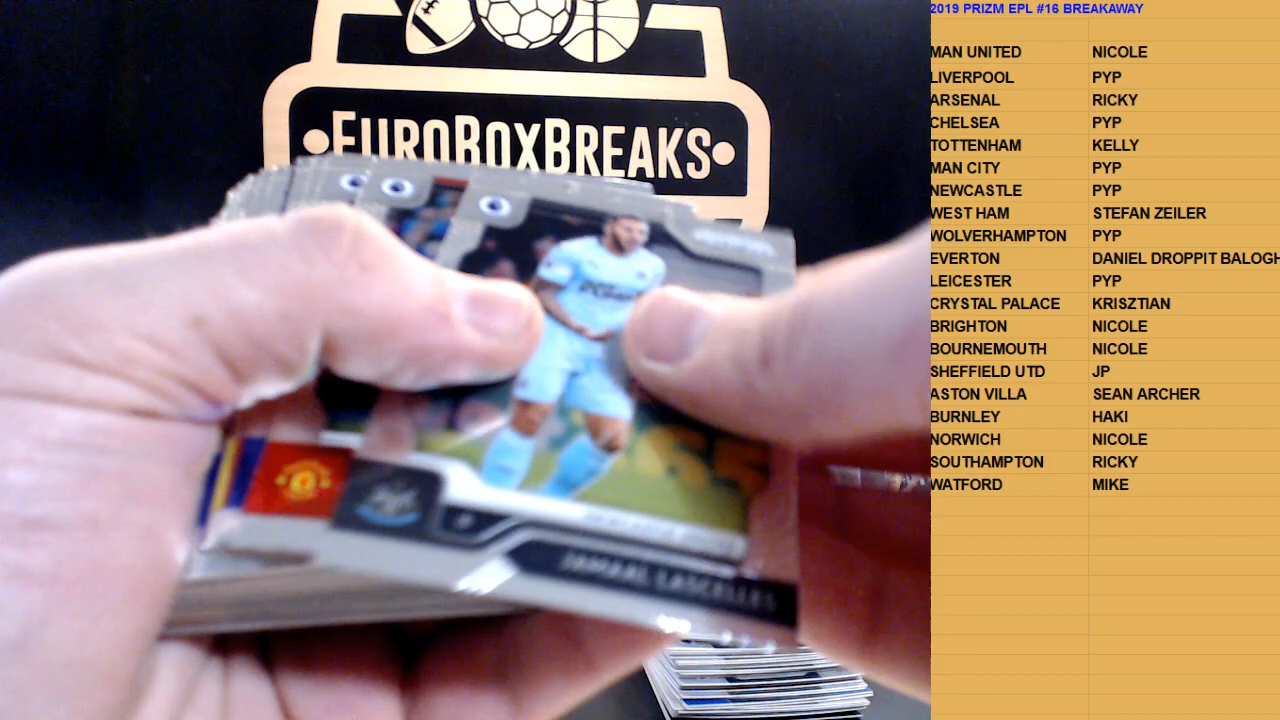 EUROBOXBREAKS
JAMAAL LASCELLES
2019 PRIZM EPL #16 BREAKAWAY
MAN UNITED NICOLE
LIVERPOOL PYP
ARSENAL RICKY
CHELSEA PYP
TOTTENHAM KELLY
MAN CITY PYP
NEWCASTLE PYP
WEST HAM STEFAN ZEILER
WOLVERHAMPTON PYP
EVERTON DANIEL DROPPIT BALOGH
LEICESTER PYP
CRYSTAL PALACE KRISZTIAN
BRIGHTON NICOLE
BOURNEMOUTH NICOLE
SHEFFIELD UTD JP
ASTON VILLA SEAN ARCHER
BURNLEY HAKI
NORWICH NICOLE
SOUTHAMPTON RICKY
WATFORD MIKE